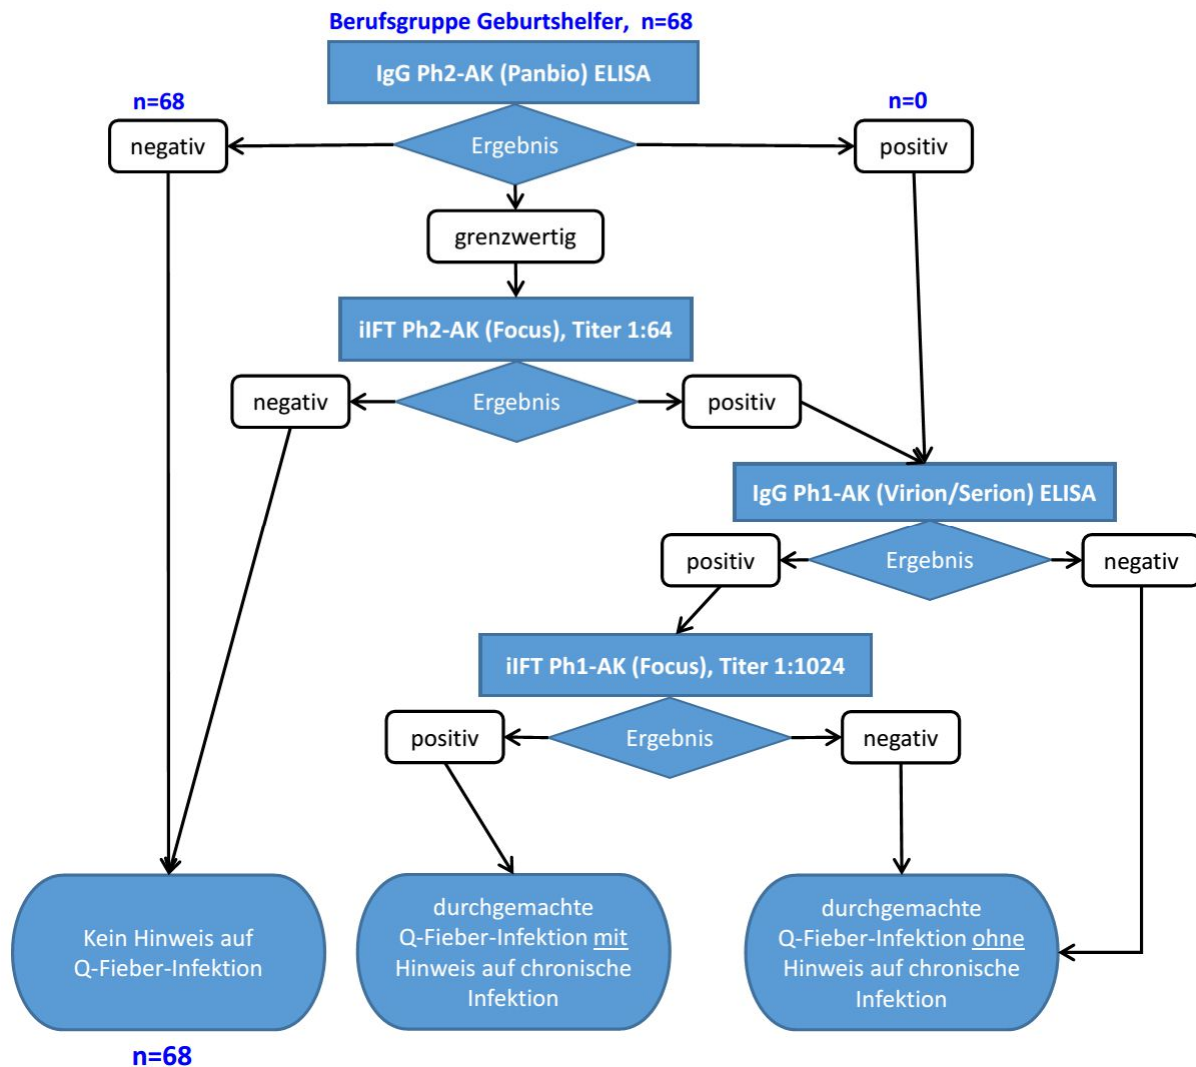 Berufsgruppe Geburtshelfer, n=68
IgG Ph2-AK (Panbio) ELISA
n=68
n=0
negativ
Ergebnis
positiv
grenzwertig
iIFT Ph2-AK (Focus), Titer 1:64
negativ
Ergebnis
positiv
IgG Ph1-AK (Virion/Serion) ELISA
positiv
Ergebnis
negativ
iIFT Ph1-AK (Focus), Titer 1:1024
positiv
Ergebnis
negativ
Kein Hinweis auf
Q-Fieber-Infektion
durchgemachte
Q-Fieber-Infektion mit
Hinweis auf chronische
Infektion
durchgemachte
Q-Fieber-Infektion ohne
Hinweis auf chronische
Infektion
n=68